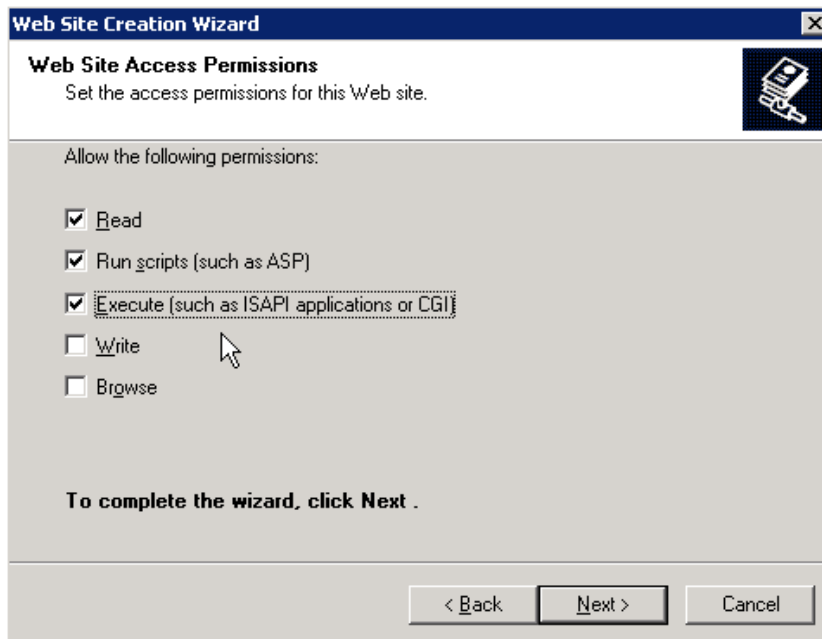 Web Site Creation Wizard
Web Site Access Permissions
Set the access permissions for this Web site.
Allow the following permissions:
Read
Run scripts (such as ASP)
Execute (such as ISAPI applications or CGI)
Write
Browse
To complete the wizard, click Next .
< Back Next > Cancel